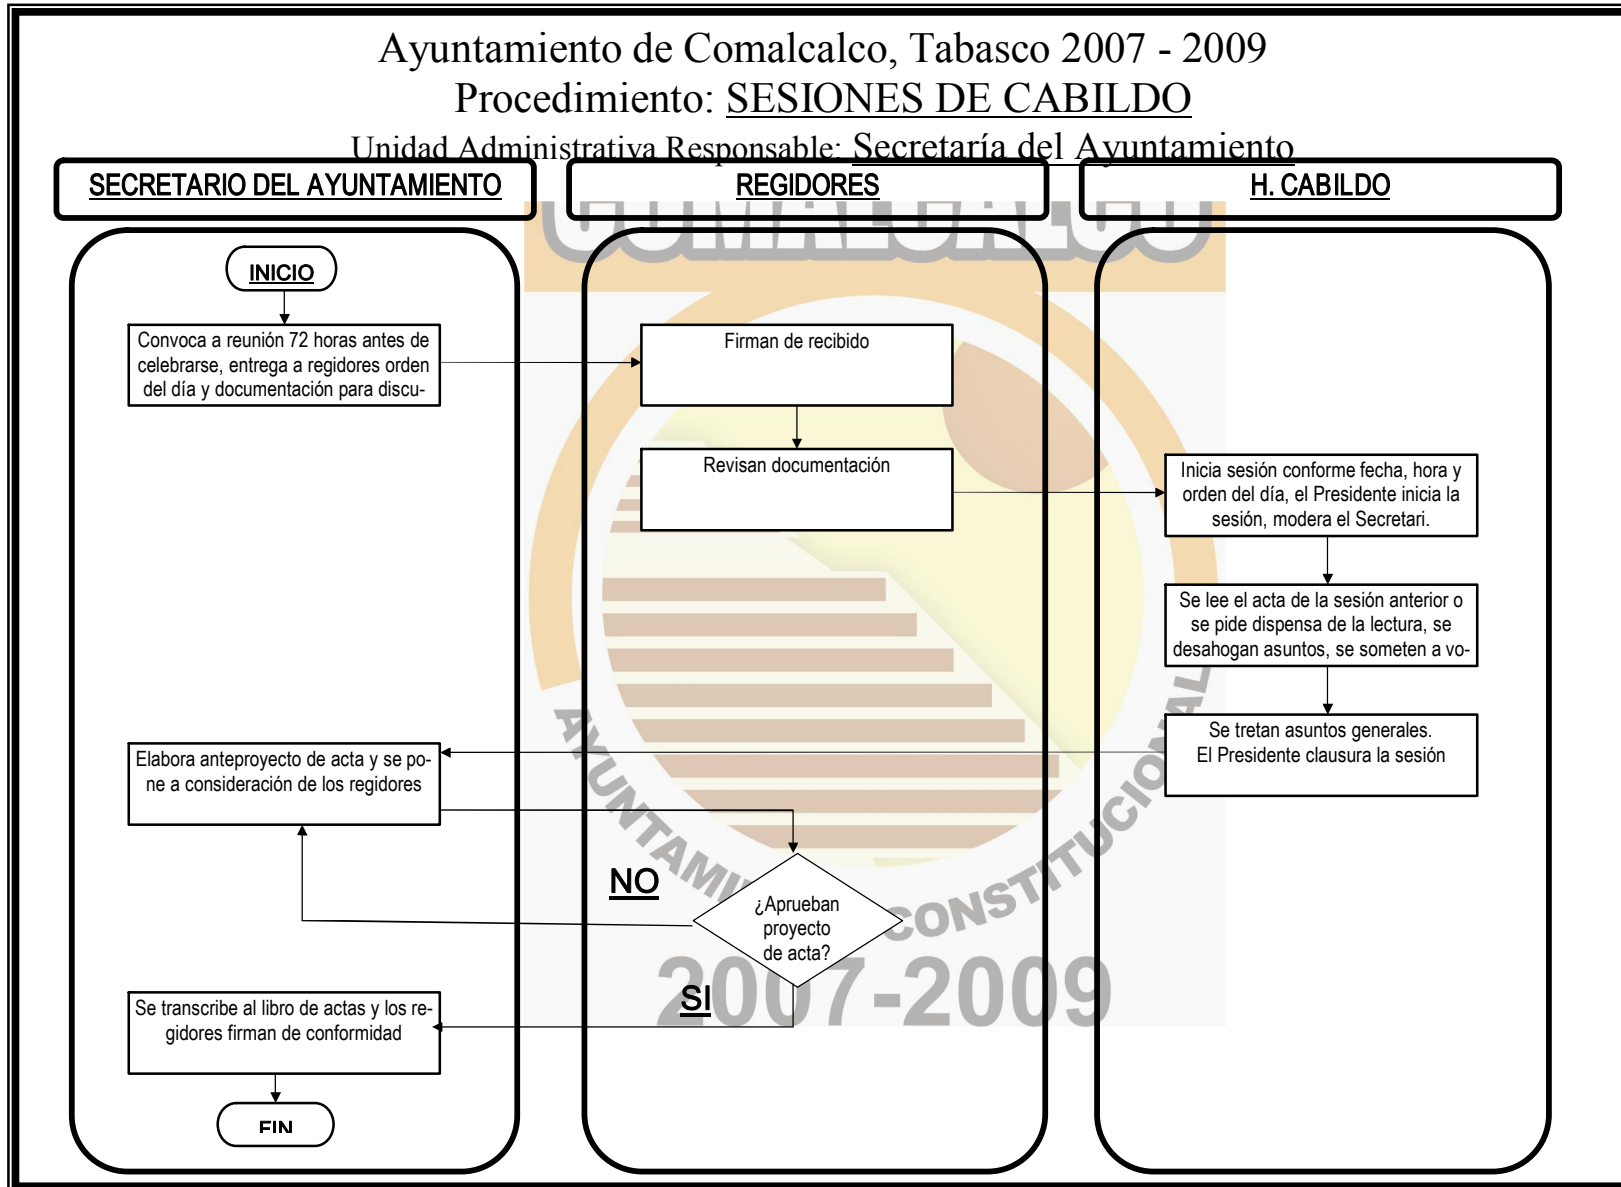 Ayuntamiento de Comalcalco, Tabasco 2007 - 2009
Procedimiento: SESIONES DE CABILDO
Unidad Administrativa Responsable: Secretaría del Ayuntamiento
SECRETARIO DEL AYUNTAMIENTO
REGIDORES
H. CABILDO
COMALCALCO
INICIO
Convoca a reunión 72 horas antes de
celebrarse, entrega a regidores orden
del día y documentación para discu-
Firman de recibido
Revisan documentación
Inicia sesión conforme fecha, hora y
orden del día, el Presidente inicia la
sesión, modera el Secretari.
Se lee el acta de la sesión anterior o
se pide dispensa de la lectura, se
desahogan asuntos, se someten a vo-
Se tretan asuntos generales.
El Presidente clausura la sesión
Elabora anteproyecto de acta y se po-
ne a consideración de los regidores
NO
¿Aprueban
proyecto
de acta?
SI
Se transcribe al libro de actas y los re-
gidores firman de conformidad
FIN
AYUNTAMI CONSTITUCIONAL
2007-2009